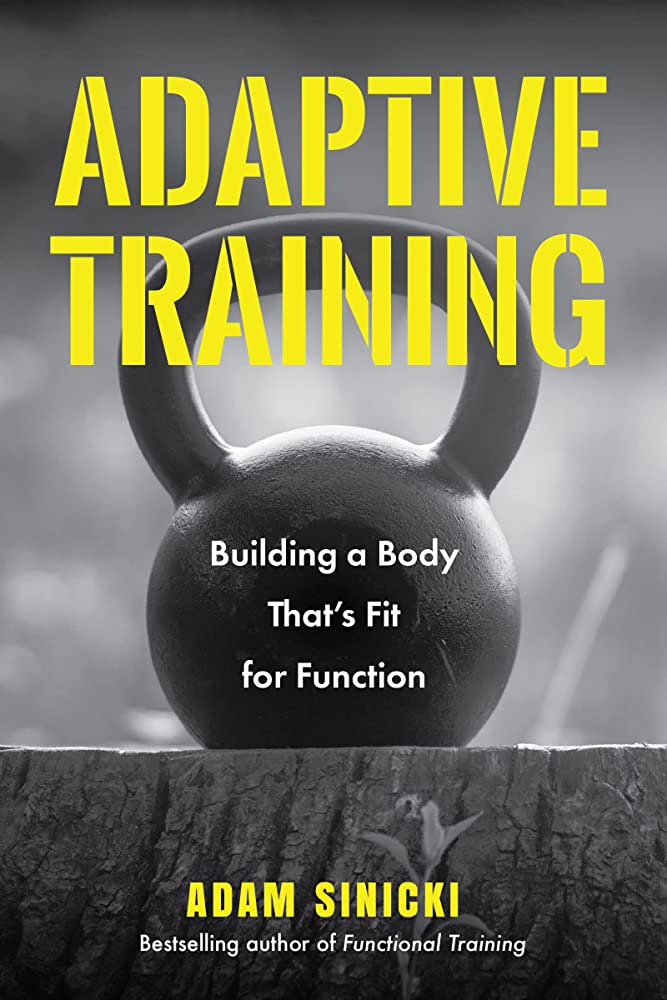 ADAPTIVE
TRAINING
Building a Body
That's Fit
for Function
ADAM SINICKI
Bestselling author of Functional Training